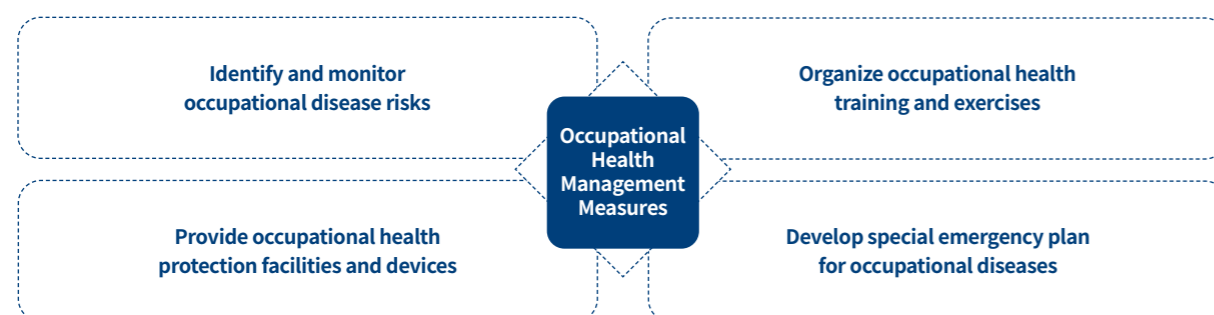 Identify and monitor
occupational disease risks
Organize occupational health
training and exercises
Occupational
Health
Management
Measures
Provide occupational health
protection facilities and devices
Develop special emergency plan
for occupational diseases